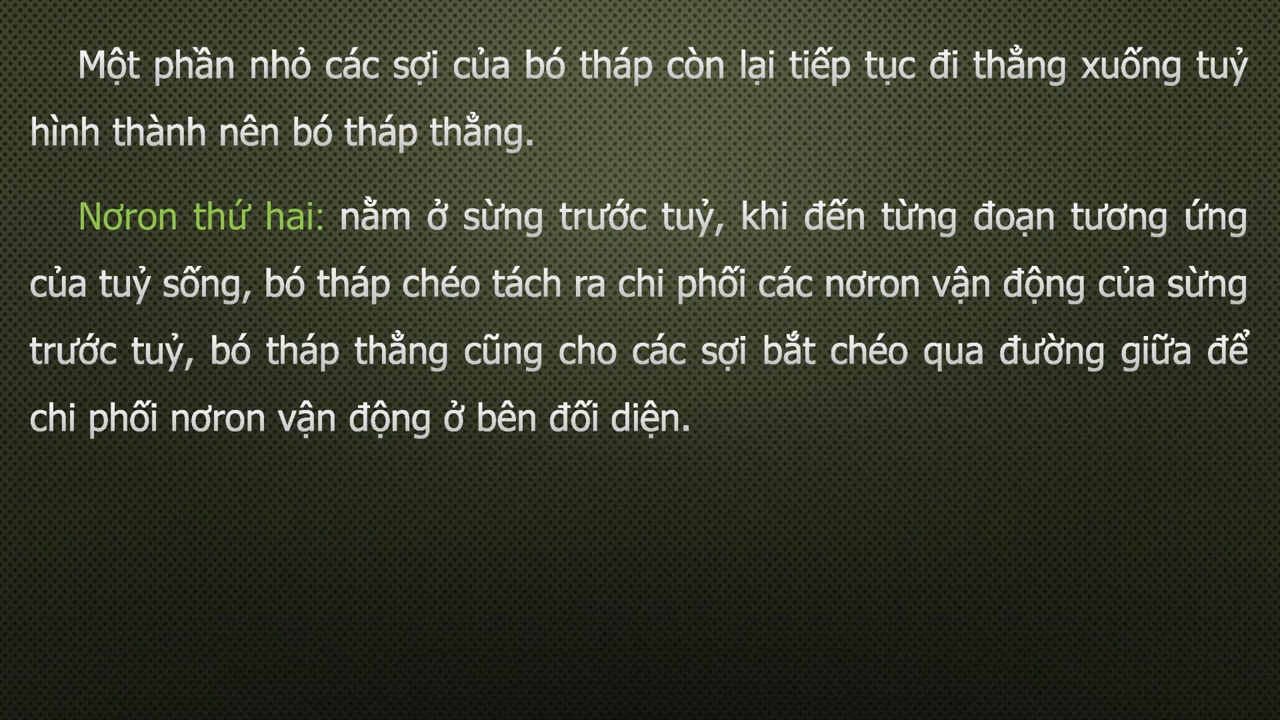 Một phần nhỏ các sợi của bó tháp còn lại tiếp tục đi thẳng xuống tuỷ
hình thành nên bó tháp thẳng.
Nơron thứ hai: nằm ở sừng trước tuỷ, khi đến từng đoạn tương ứng
của tuỷ sống, bó tháp chéo tách ra chi phối các nơron vận động của sừng
trước tuỷ, bó tháp thẳng cũng cho các sợi bắt chéo qua đường giữa để
chi phối nơron vận động ở bên đối diện.